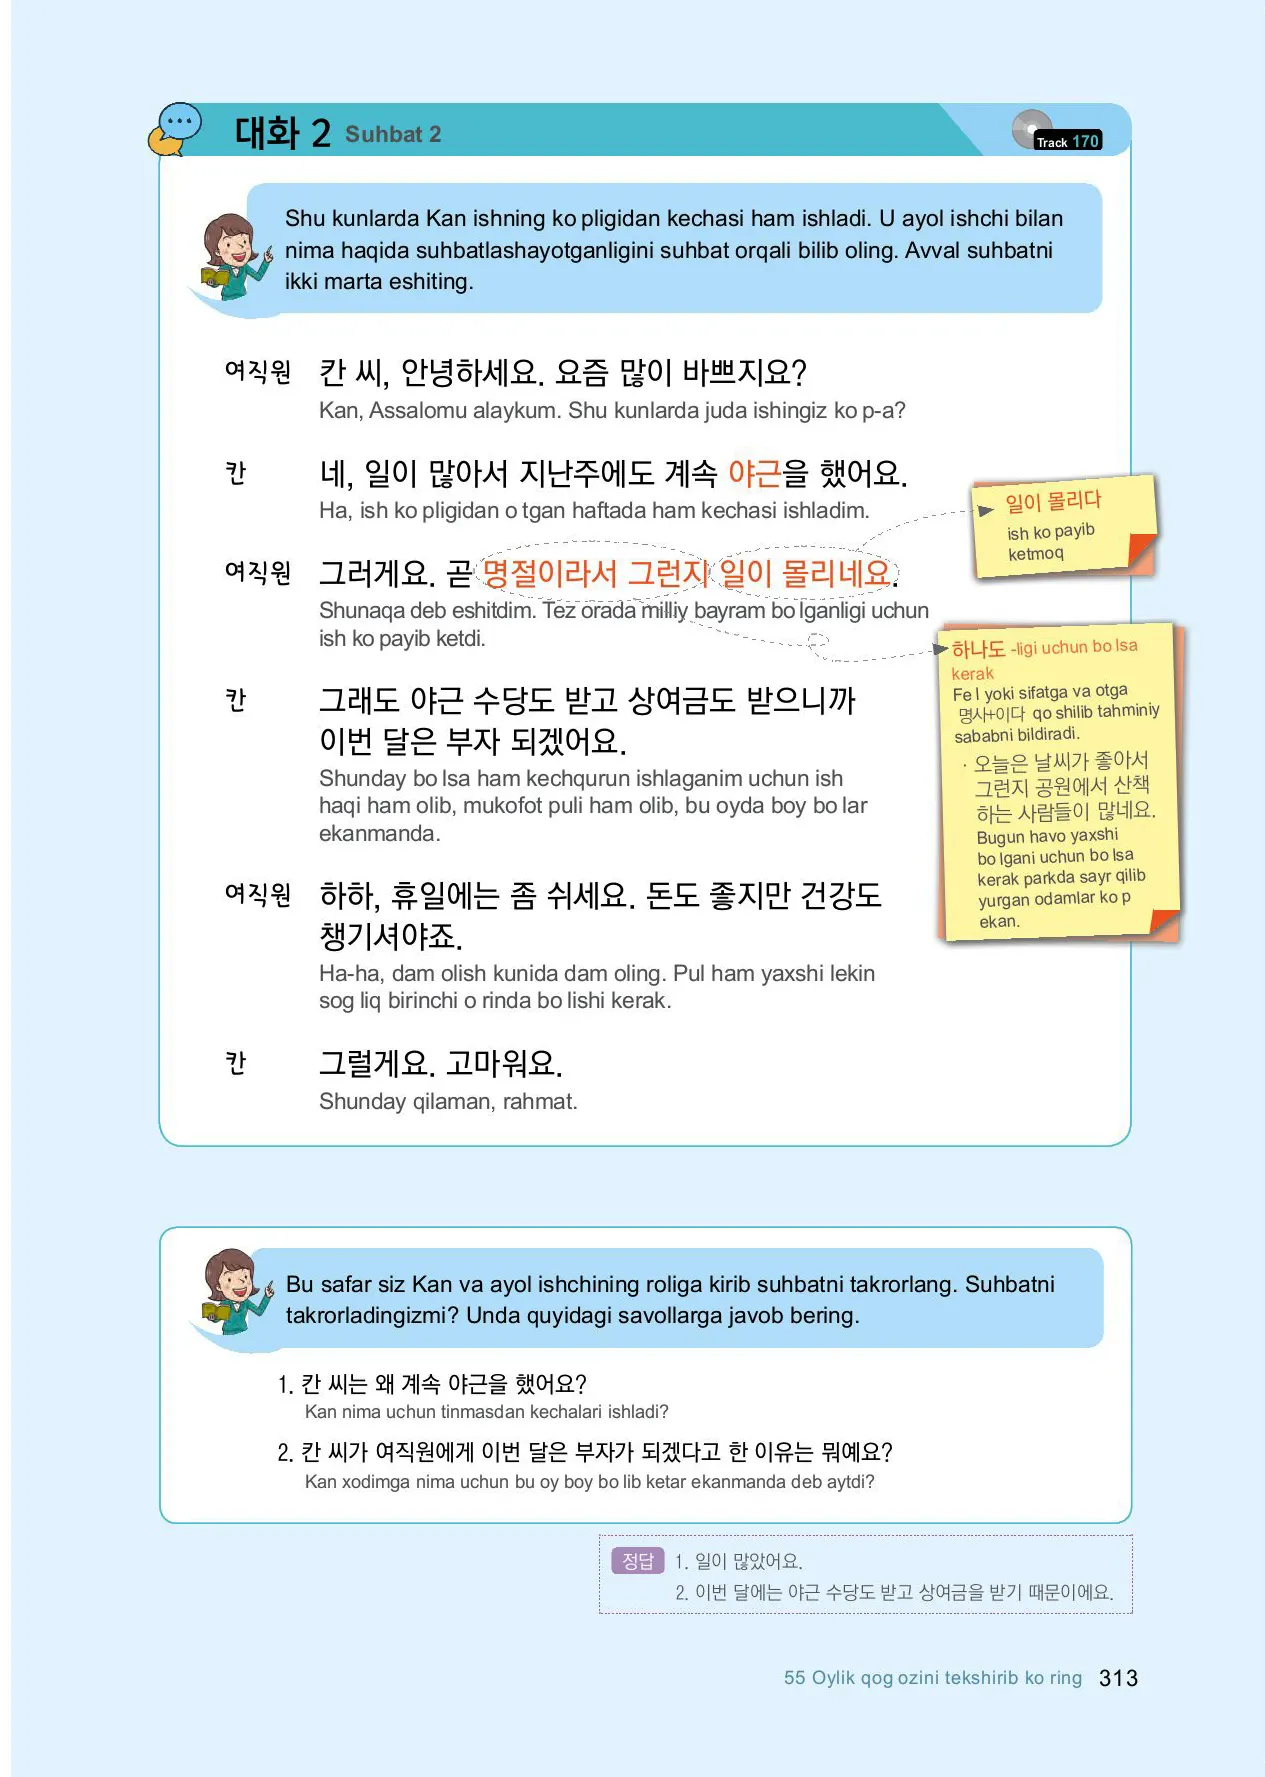 대화 2 Suhbat 2
Track 170
Shu kunlarda Kan ishning ko pligidan kechasi ham ishladi. U ayol ishchi bilan
nima haqida suhbatlashayotganligini suhbat orqali bilib oling. Avval suhbatni
ikki marta eshiting.
여직원 칸 씨, 안녕하세요. 요즘 많이 바쁘지요?
Kan, Assalomu alaykum. Shu kunlarda juda ishingiz ko p-a?
칸 네, 일이 많아서 지난주에도 계속 야근을 했어요.
Ha, ish ko pligidan o tgan haftada ham kechasi ishladim.
여직원 그러게요. 곧 명절이라서 그런지 일이 몰리네요.
Shunaqa deb eshitdim. Tez orada milliy bayram bo lganligi uchun
ish ko payib ketdi.
칸 그래도 야근 수당도 받고 상여금도 받으니까
이번 달은 부자 되겠어요.
Shunday bo lsa ham kechqurun ishlaganim uchun ish
haqi ham olib, mukofot puli ham olib, bu oyda boy bo lar
ekanmanda.
여직원 하하, 휴일에는 좀 쉬세요. 돈도 좋지만 건강도
챙기셔야죠.
Ha-ha, dam olish kunida dam oling. Pul ham yaxshi lekin
sog liq birinchi o rinda bo lishi kerak.
칸 그럴게요. 고마워요.
Shunday qilaman, rahmat.
일이 몰리다
ish ko payib
ketmoq
하나도 -ligi uchun bo lsa
kerak
Fe l yoki sifatga va otga
명사+이다 qo shilib tahminiy
sababni bildiradi.
· 오늘은 날씨가 좋아서
그런지 공원에서 산책
하는 사람들이 많네요.
Bugun havo yaxshi
bo lgani uchun bo lsa
kerak parkda sayr qilib
yurgan odamlar ko p
ekan.
Bu safar siz Kan va ayol ishchining roliga kirib suhbatni takrorlang. Suhbatni
takrorladingizmi? Unda quyidagi savollarga javob bering.
1. 칸 씨는 왜 계속 야근을 했어요?
Kan nima uchun tinmasdan kechalari ishladi?
2. 칸 씨가 여직원에게 이번 달은 부자가 되겠다고 한 이유는 뭐예요?
Kan xodimga nima uchun bu oy boy bo lib ketar ekanmanda deb aytdi?
정답 1. 일이 많았어요.
2. 이번 달에는 야근 수당도 받고 상여금을 받기 때문이에요.
55 Oylik qog ozini tekshirib ko ring 313